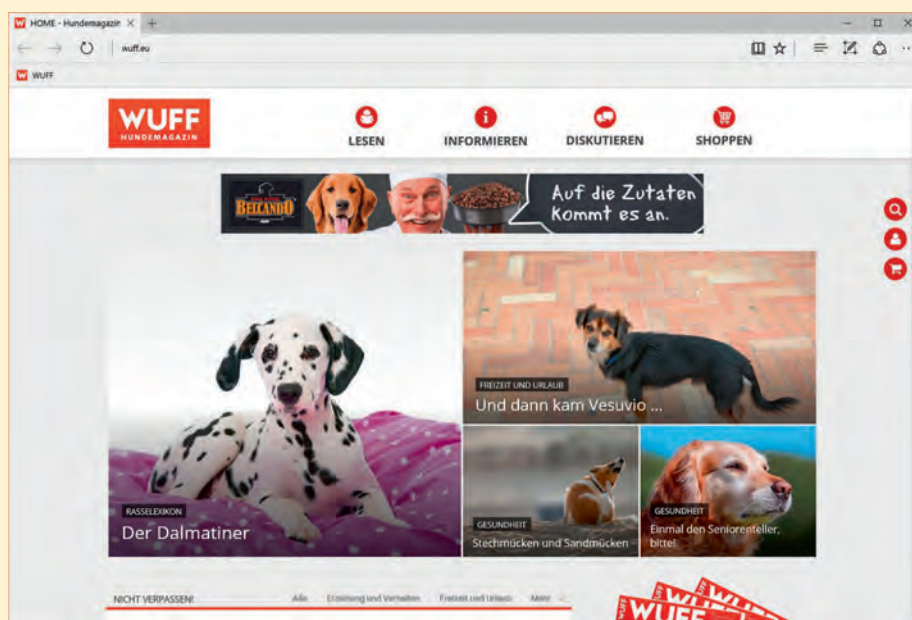 HOME - Hundemagazin
wuff.eu
WUFF
WUFF
HUNDEMAGAZIN
LESEN
INFORMIEREN
DISKUTIEREN
SHOPPEN
BELCANDO
Auf die Zutaten
kommt es an.
FREIZEIT UND URLAUB
Und dann kam Vesuvio ...
RASSELEXIKON
Der Dalmatiner
GESUNDHEIT
Stechmücken und Sandmücken –
GESUNDHEIT
Einmal den Seniorenteller,
bitte!
NICHT VERPASSEN!
Alle
Erziehung und Verhalten
Freizeit und Urlaub
Mehr
WUFF